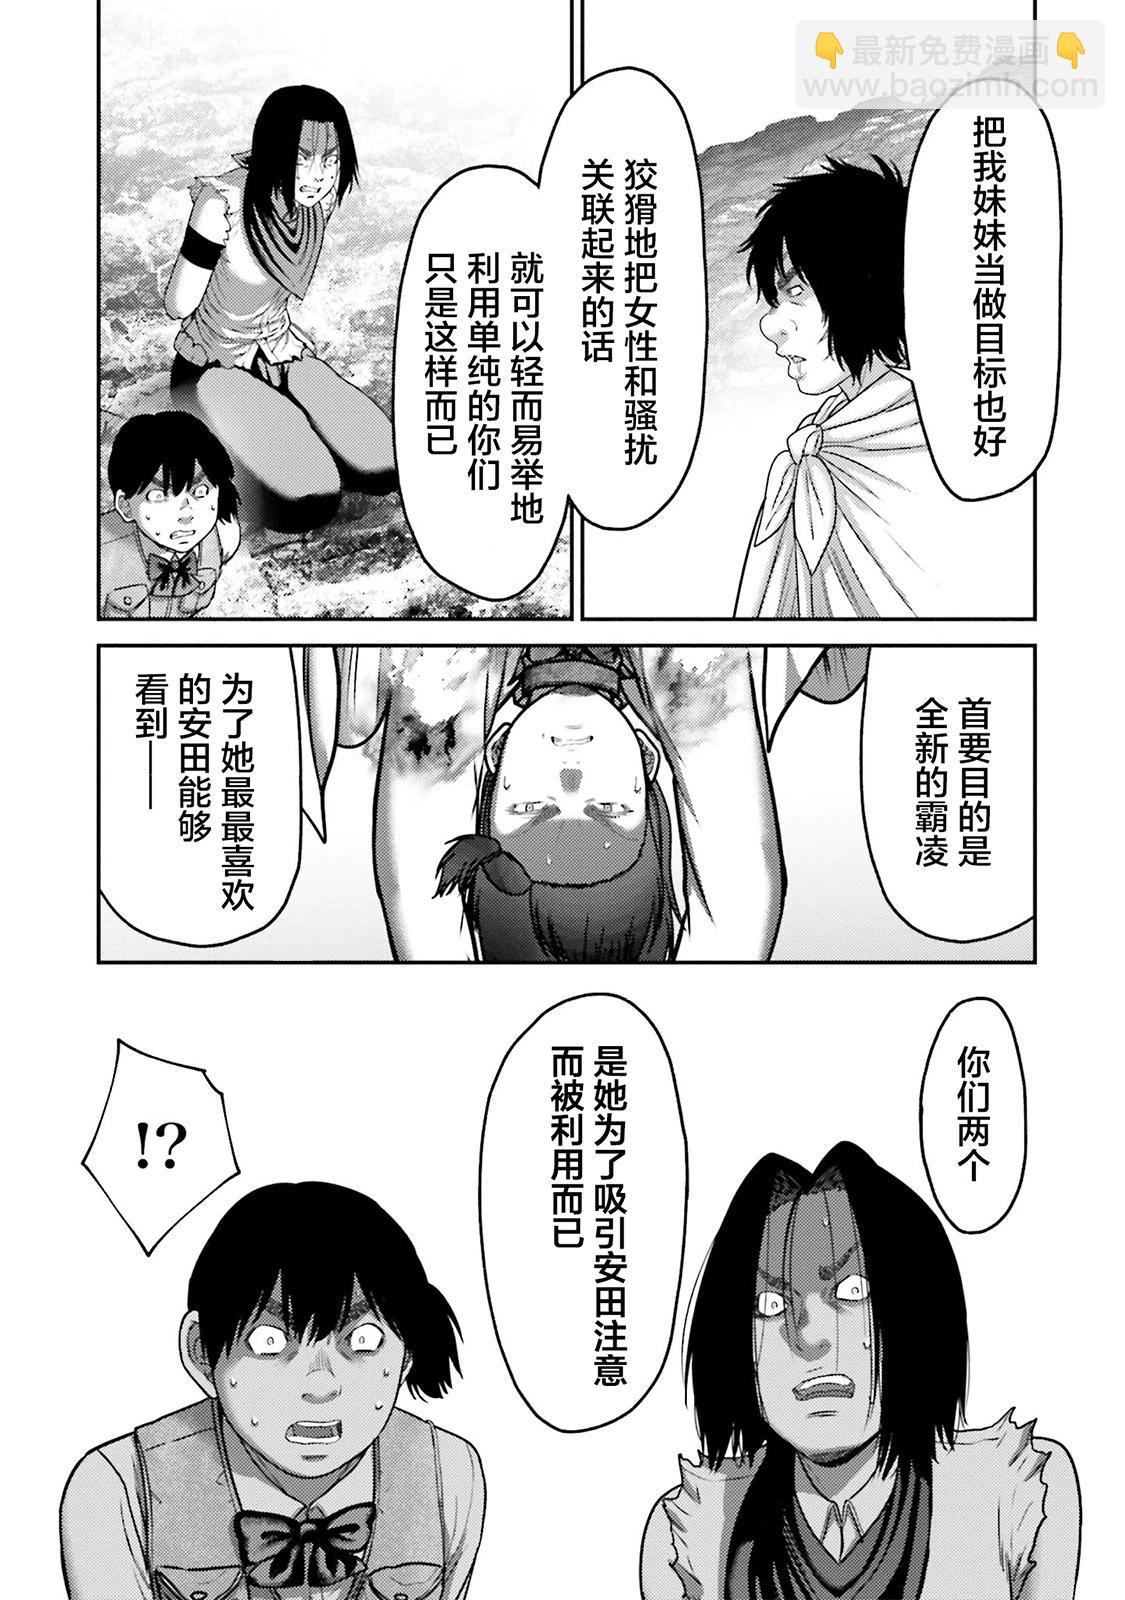 最新免费漫画
www.baozimh.com
把我妹妹当做目标也好
狡猾地把女性和骚扰
关联起来的话
就可以轻而易举地
利用单纯的你们
只是这样而已
首要目的是
全新的霸凌
为了她最最喜欢
的安田能够
看到——
你们两个
是她为了吸引安田注意
而被利用而已
!?